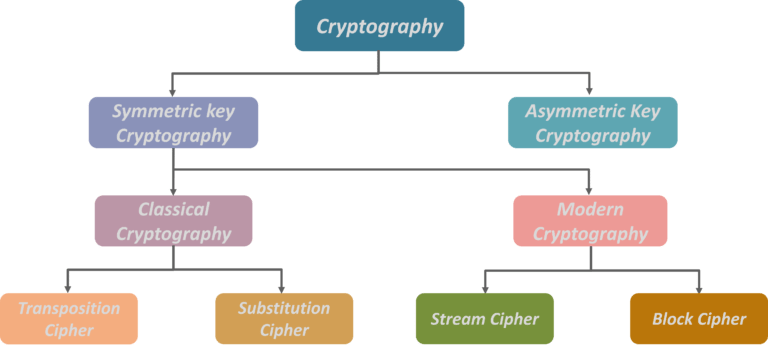 Cryptography
Symmetric key
Cryptography
Asymmetric Key
Cryptography
Classical
Cryptography
Modern
Cryptography
Transposition
Cipher
Substitution
Cipher
Stream Cipher
Block Cipher